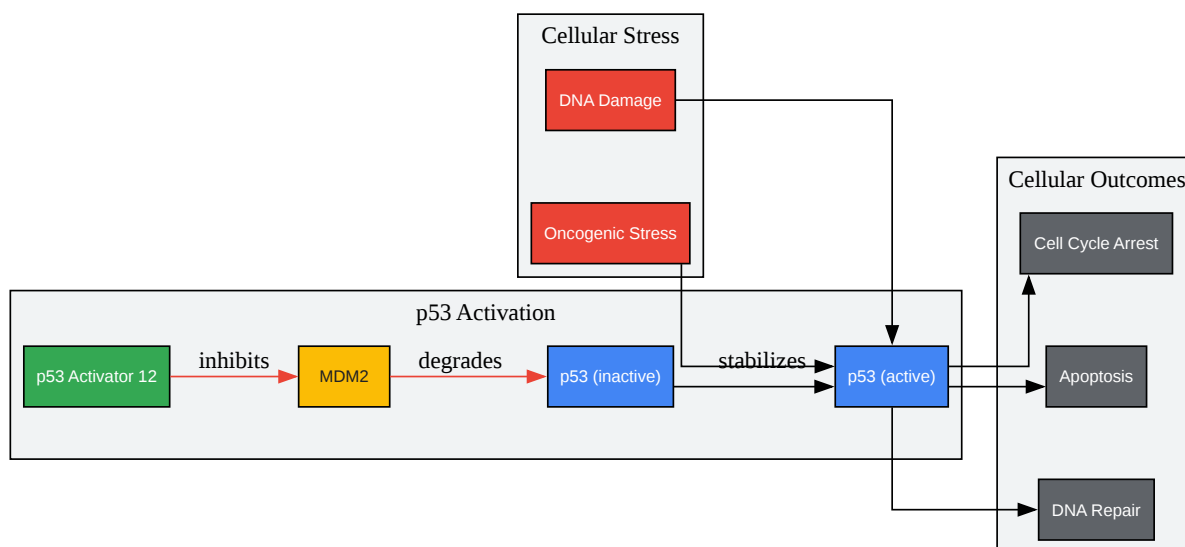 Cellular Stress
DNA Damage
Oncogenic Stress
Cellular Outcomes
Cell Cycle Arrest
Apoptosis
DNA Repair
p53 Activation
p53 Activator 12
inhibits
MDM2
degrades
p53 (inactive)
stabilizes
p53 (active)